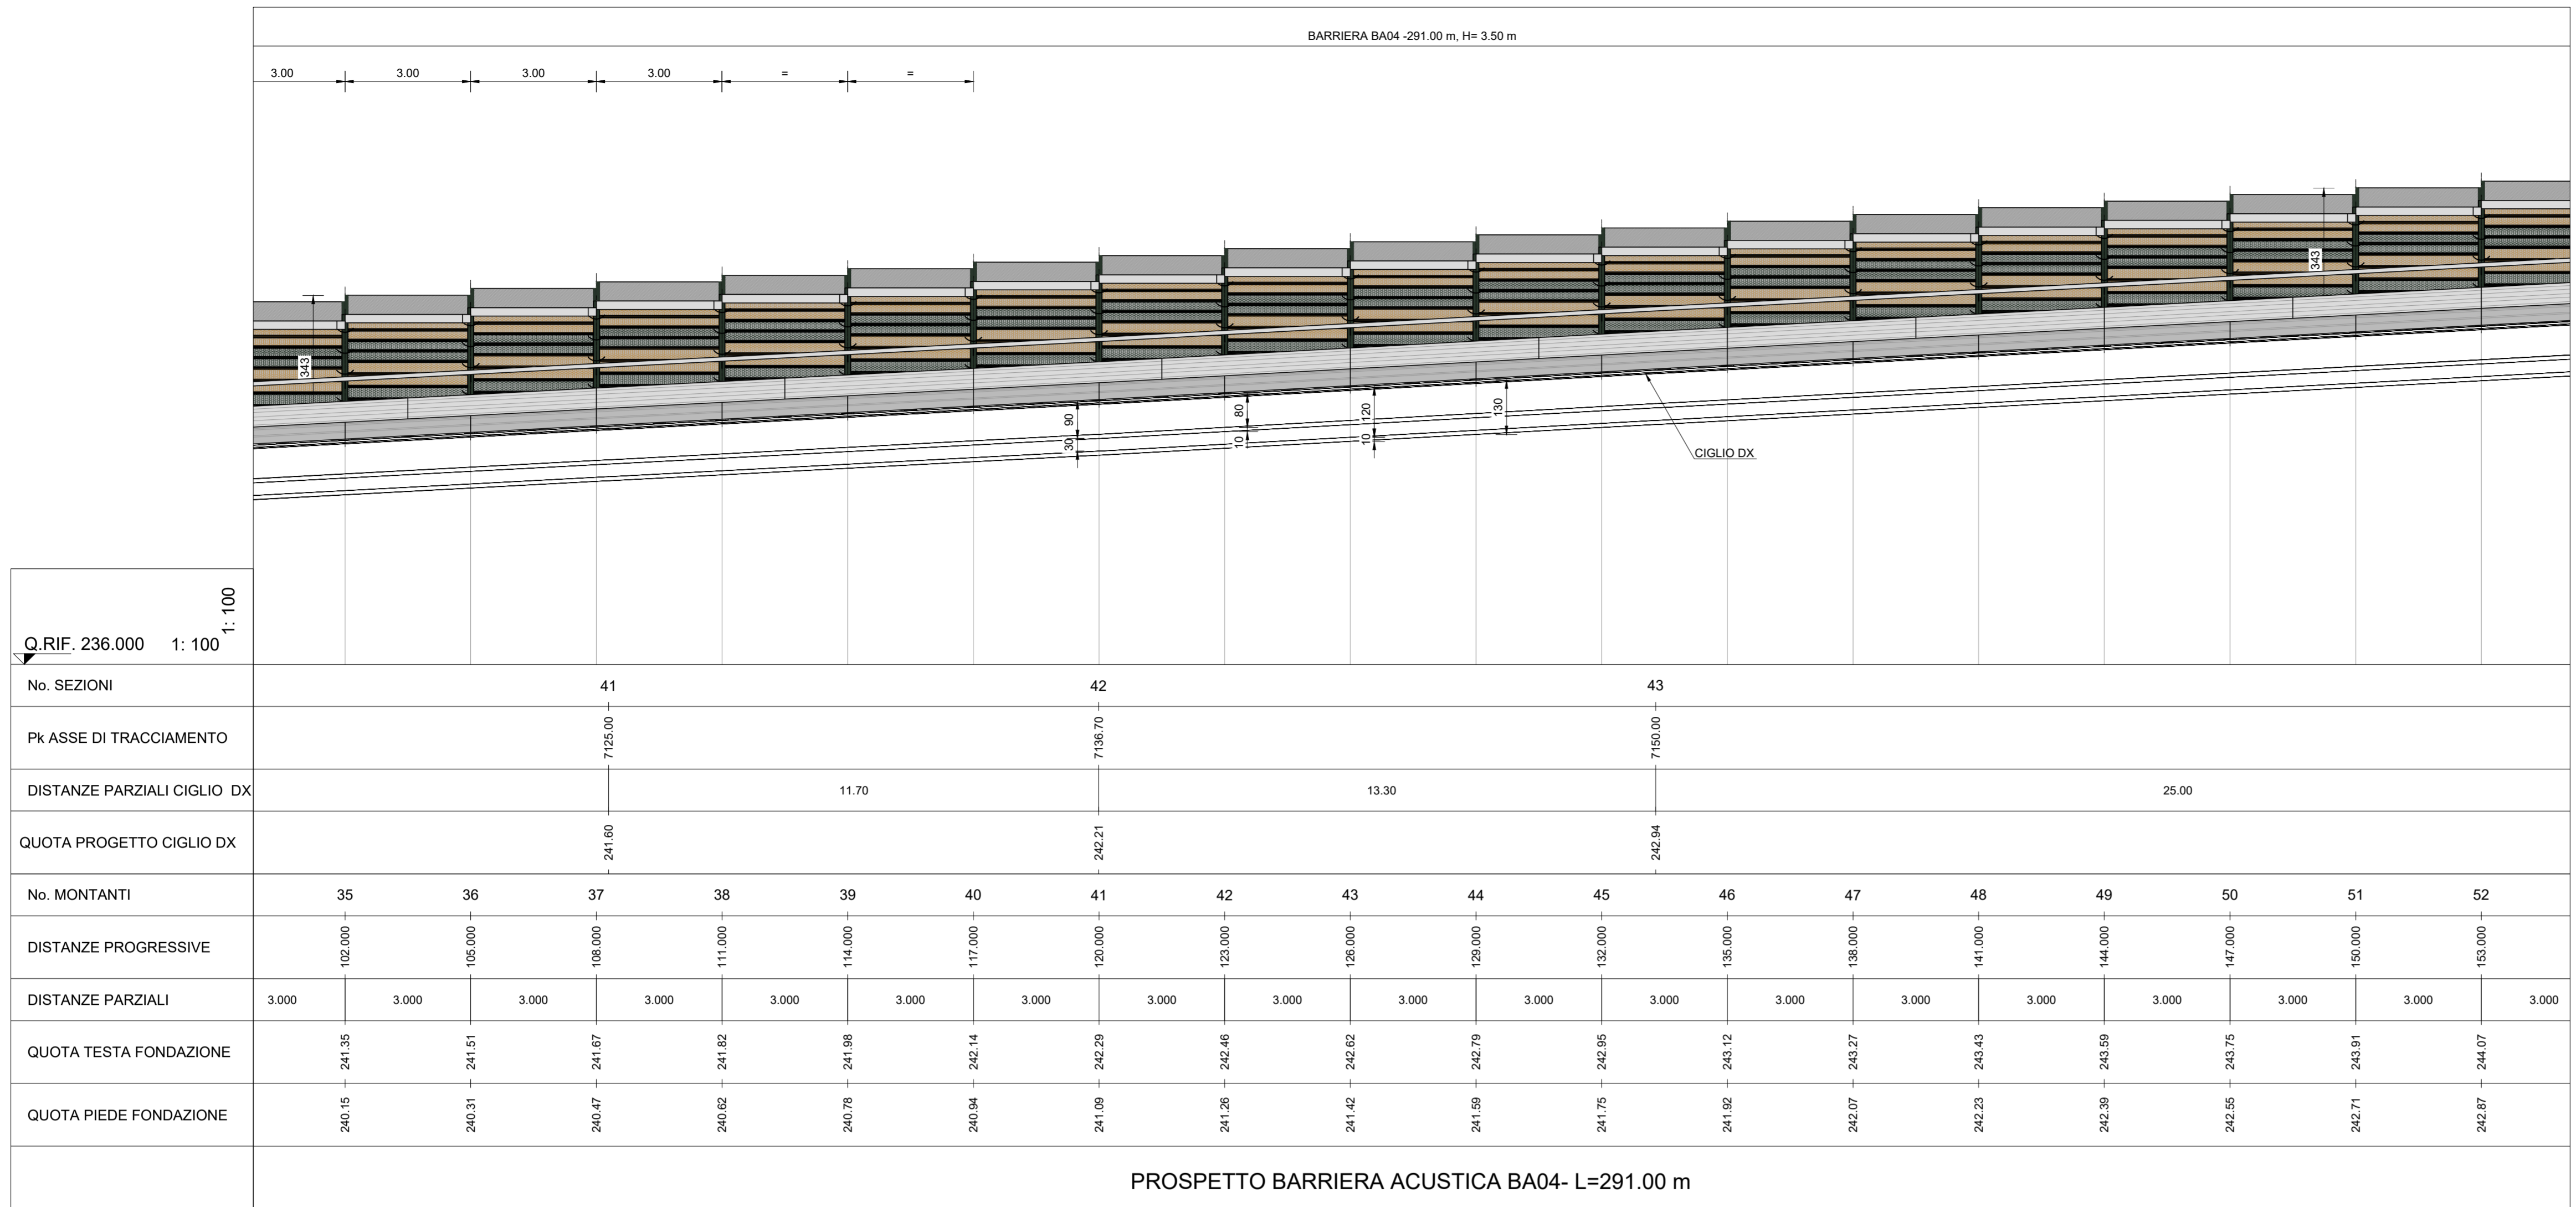 BARRIERA BA04 -291.00 m, H= 3.50 m
3.00 3.00 3.00 3.00 = =
343
343
90 80 120 130
30 10 10
CIGLIO DX
1: 100
Q.RIF. 236.000 1: 100
No. SEZIONI 41 42 43
Pk ASSE DI TRACCIAMENTO 7125.00 7136.70 7150.00
DISTANZE PARZIALI CIGLIO DX 11.70 13.30 25.00
QUOTA PROGETTO CIGLIO DX 241.60 242.21 242.94
No. MONTANTI 35 36 37 38 39 40 41 42 43 44 45 46 47 48 49 50 51 52
DISTANZE PROGRESSIVE 102.000 105.000 108.000 111.000 114.000 117.000 120.000 123.000 126.000 129.000 132.000 135.000 138.000 141.000 144.000 147.000 150.000 153.000
DISTANZE PARZIALI 3.000 3.000 3.000 3.000 3.000 3.000 3.000 3.000 3.000 3.000 3.000 3.000 3.000 3.000 3.000 3.000 3.000 3.000 3.000
QUOTA TESTA FONDAZIONE 241.35 241.51 241.67 241.82 241.98 242.14 242.29 242.46 242.62 242.79 242.95 243.12 243.27 243.43 243.59 243.75 243.91 244.07
QUOTA PIEDE FONDAZIONE 240.15 240.31 240.47 240.62 240.78 240.94 241.09 241.26 241.42 241.59 241.75 241.92 242.07 242.23 242.39 242.55 242.71 242.87
PROSPETTO BARRIERA ACUSTICA BA04- L=291.00 m